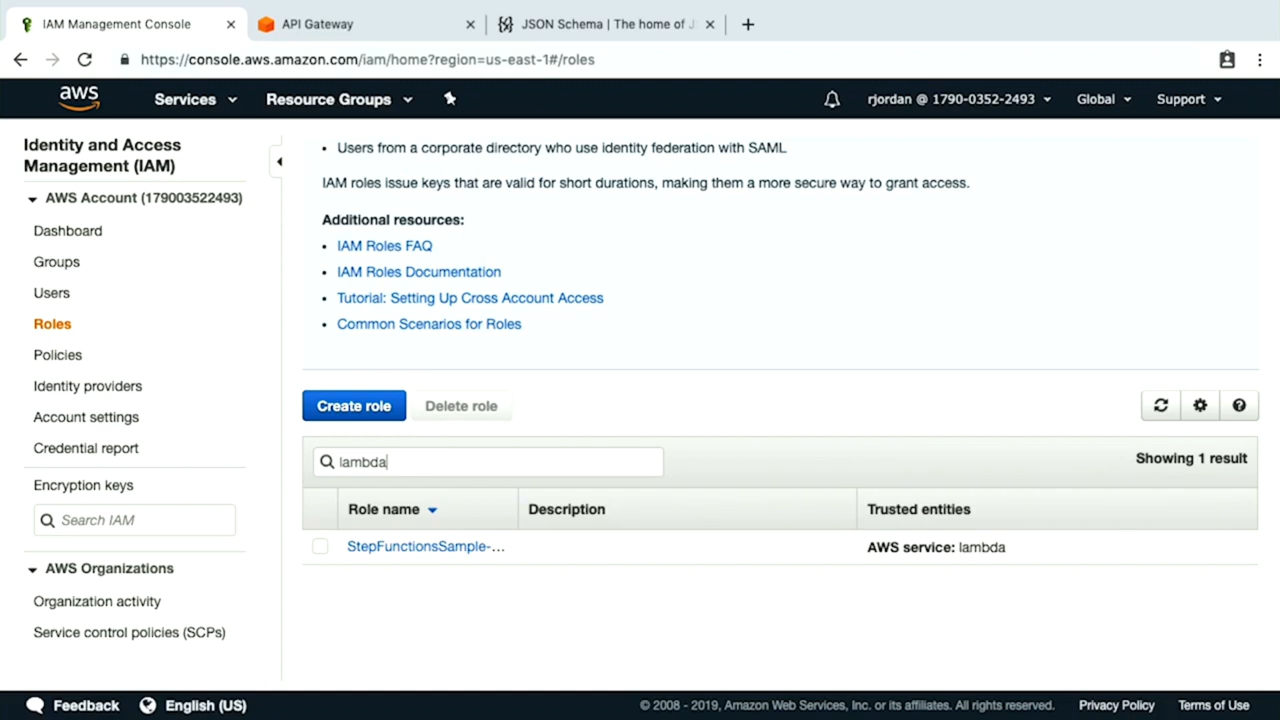 IAM Management Console
API Gateway
JSON Schema | The home of J
https://console.aws.amazon.com/iam/home?region=us-east-1#/roles
aws
Services
Resource Groups
rjordan @ 1790-0352-2493
Global
Support
Identity and Access
Management (IAM)
AWS Account (179003522493)
Dashboard
Groups
Users
Roles
Policies
Identity providers
Account settings
Credential report
Encryption keys
Search IAM
AWS Organizations
Organization activity
Service control policies (SCPs)
• Users from a corporate directory who use identity federation with SAML
IAM roles issue keys that are valid for short durations, making them a more secure way to grant access.
Additional resources:
• IAM Roles FAQ
• IAM Roles Documentation
• Tutorial: Setting Up Cross Account Access
• Common Scenarios for Roles
Create role
Delete role
lambda
Showing 1 result
Role name
Description
Trusted entities
StepFunctionsSample-...
AWS service: lambda
Feedback
English (US)
© 2008 - 2019, Amazon Web Services, Inc. or its affiliates. All rights reserved.
Privacy Policy
Terms of Use